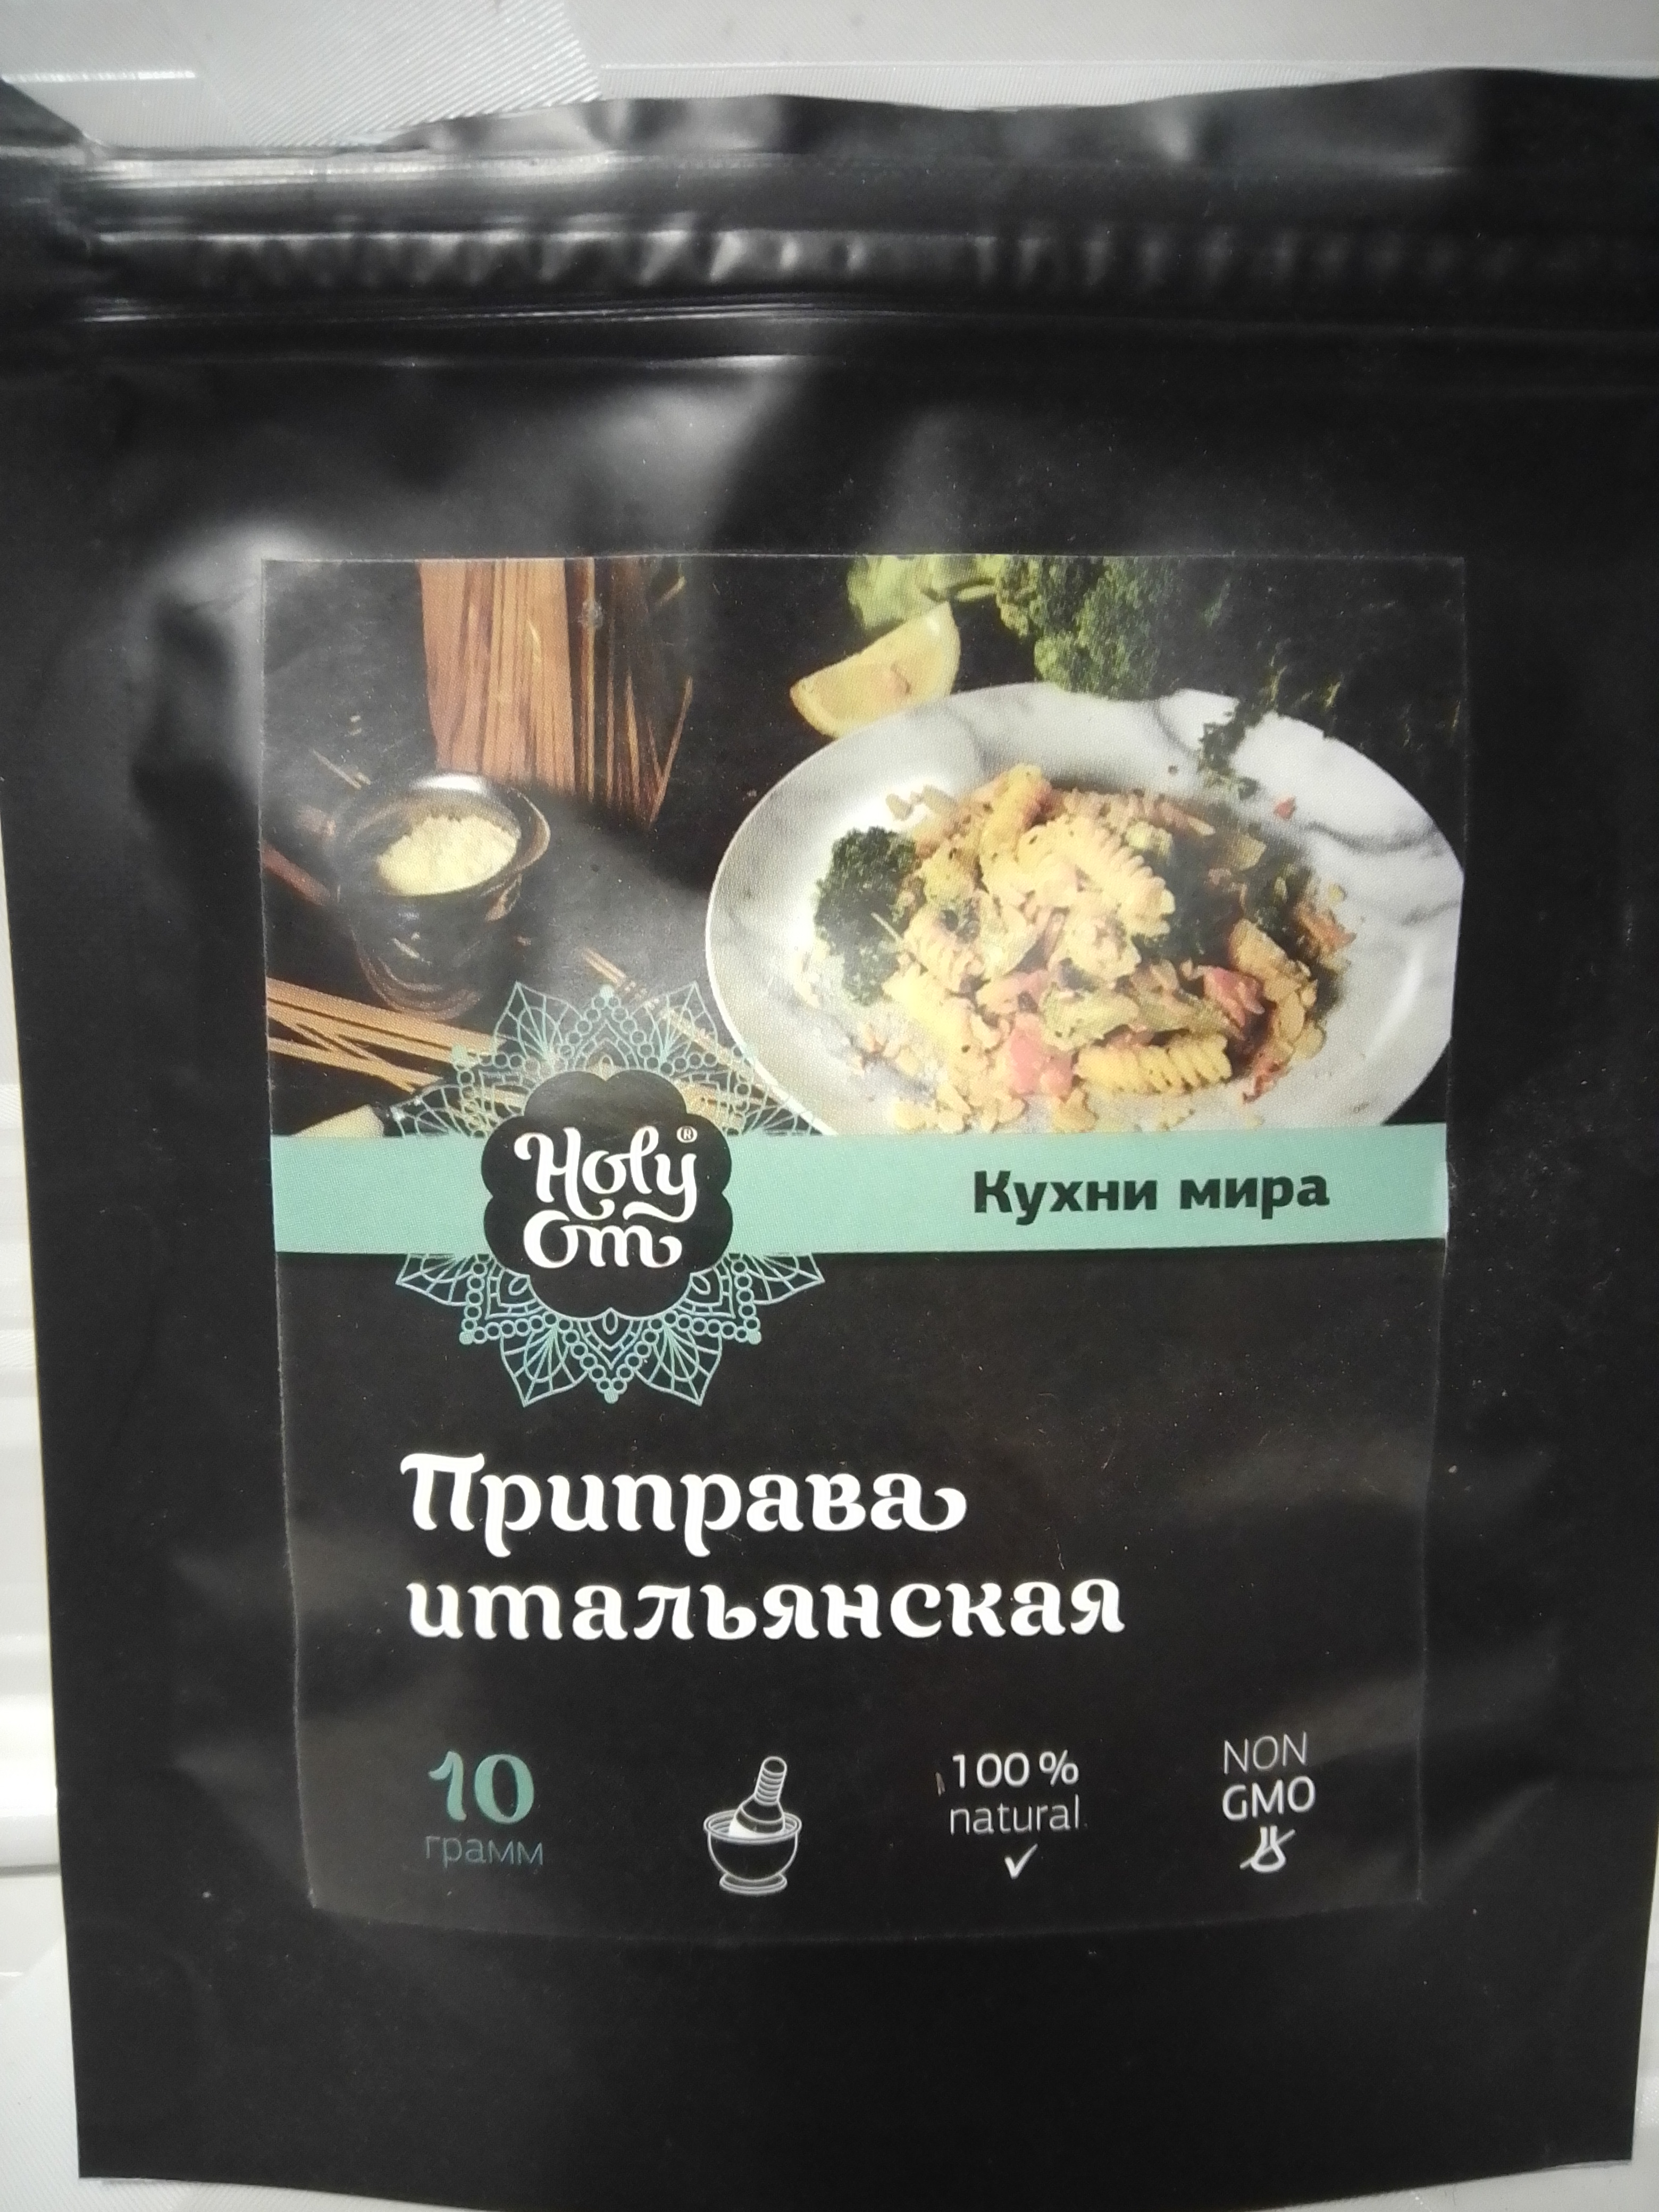 Holy®
Om
Кухни мира
Приправа
итальянская
10
грамм
100 %
natural
NON
GMO